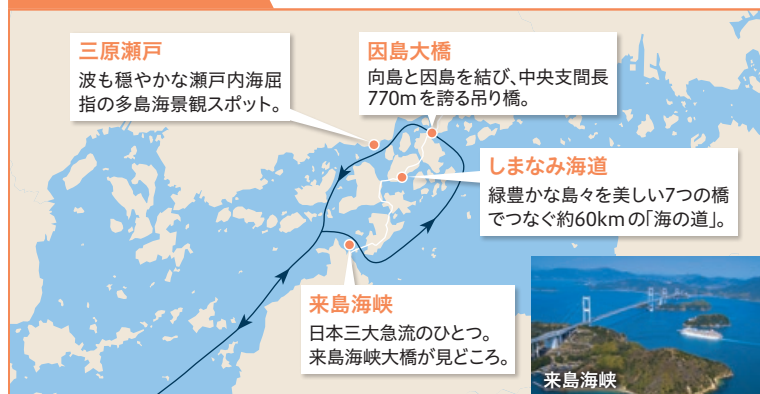 三原瀬戸
波も穏やかな瀬戸内海屈
指の多島海景観スポット。
因島大橋
向島と因島を結び、中央支間長
770mを誇る吊り橋。
しまなみ海道
緑豊かな島々を美しい7つの橋
でつなぐ約60kmの「海の道」。
来島海峡
日本三大急流のひとつ。
来島海峡大橋が見どころ。
来島海峡